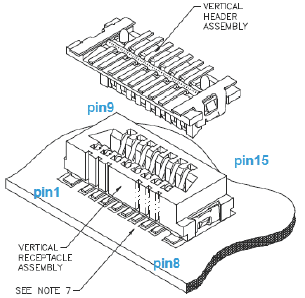 VERTICAL
HEADER
ASSEMBLY
pin9
pin15
pin1
VERTICAL
RECEPTACLE
ASSEMBLY
pin8
SEE NOTE 7